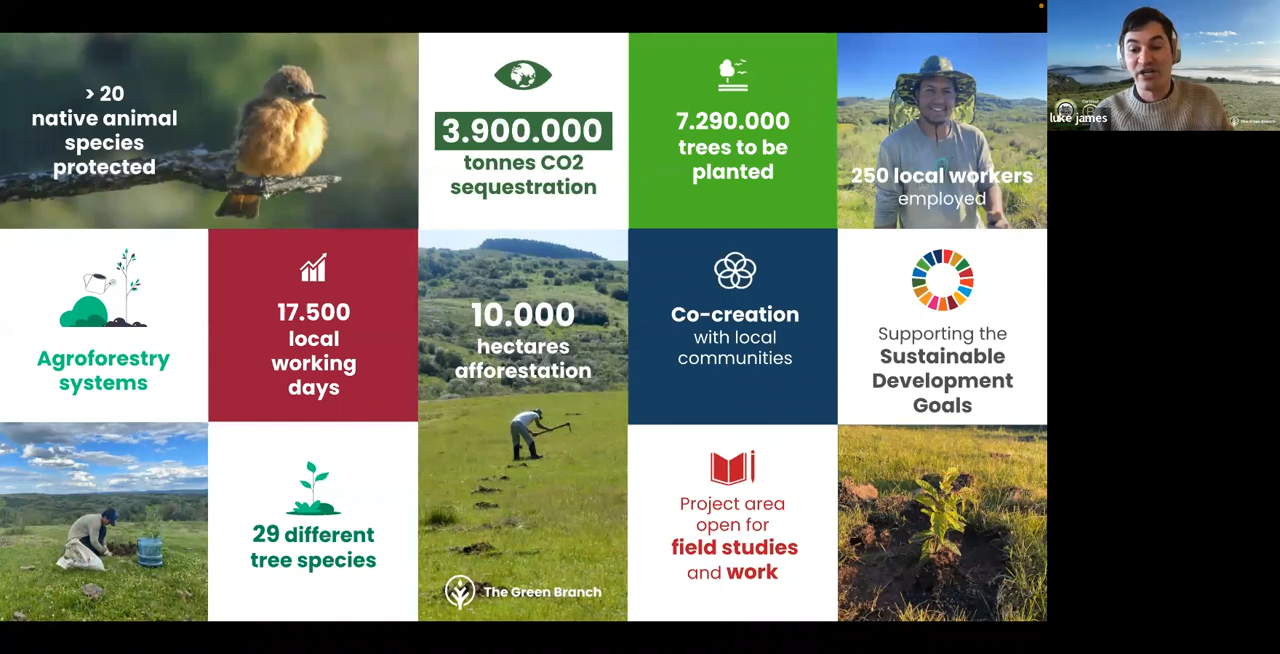 > 20
native animal
species
protected
3.900.000
tonnes CO2
sequestration
7.290.000
trees to be
planted
250 local workers
employed
Agroforestry
systems
17.500
local
working
days
10.000
hectares
afforestation
Co-creation
with local
communities
Supporting the
Sustainable
Development
Goals
29 different
tree species
The Green Branch
Project area
open for
field studies
and work
luke james
The Green Branch